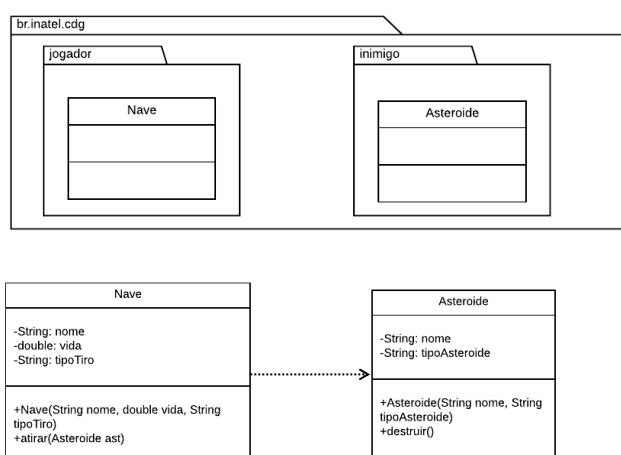 br.inatel.cdg
jogador
inimigo
Nave
Asteroide
Nave
-String: nome
-double: vida
-String: tipoTiro
+Nave(String nome, double vida, String
tipoTiro)
+atirar(Asteroide ast)
Asteroide
-String: nome
-String: tipoAsteroide
+Asteroide(String nome, String
tipoAsteroide)
+destruir()